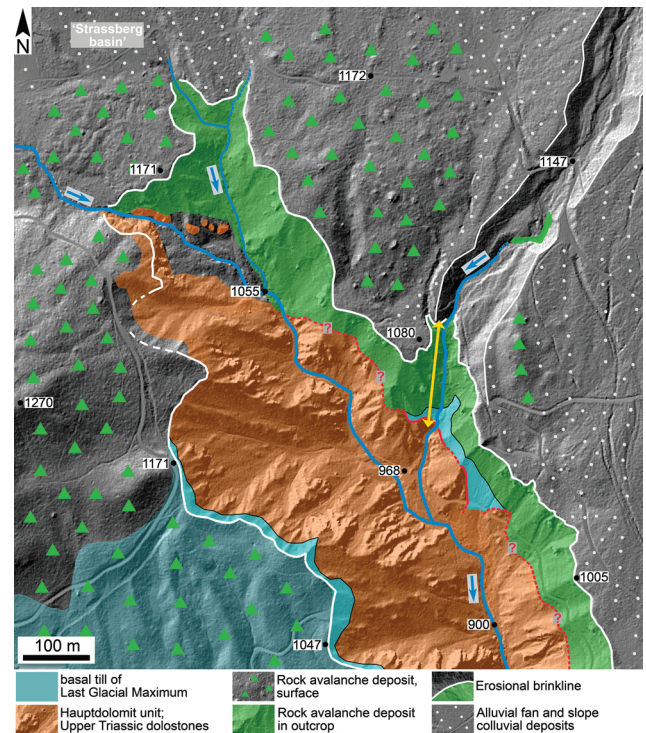 N
'Strassberg
basin'
1172
1171
1147
1055
1080
?
?
1270
1171
968
?
?
1005
900
1047
100 m
basal till of
Last Glacial Maximum
Rock avalanche deposit,
surface
Erosional brinkline
Hauptdolomit unit;
Upper Triassic dolostones
Rock avalanche deposit
in outcrop
Alluvial fan and slope
colluvial deposits